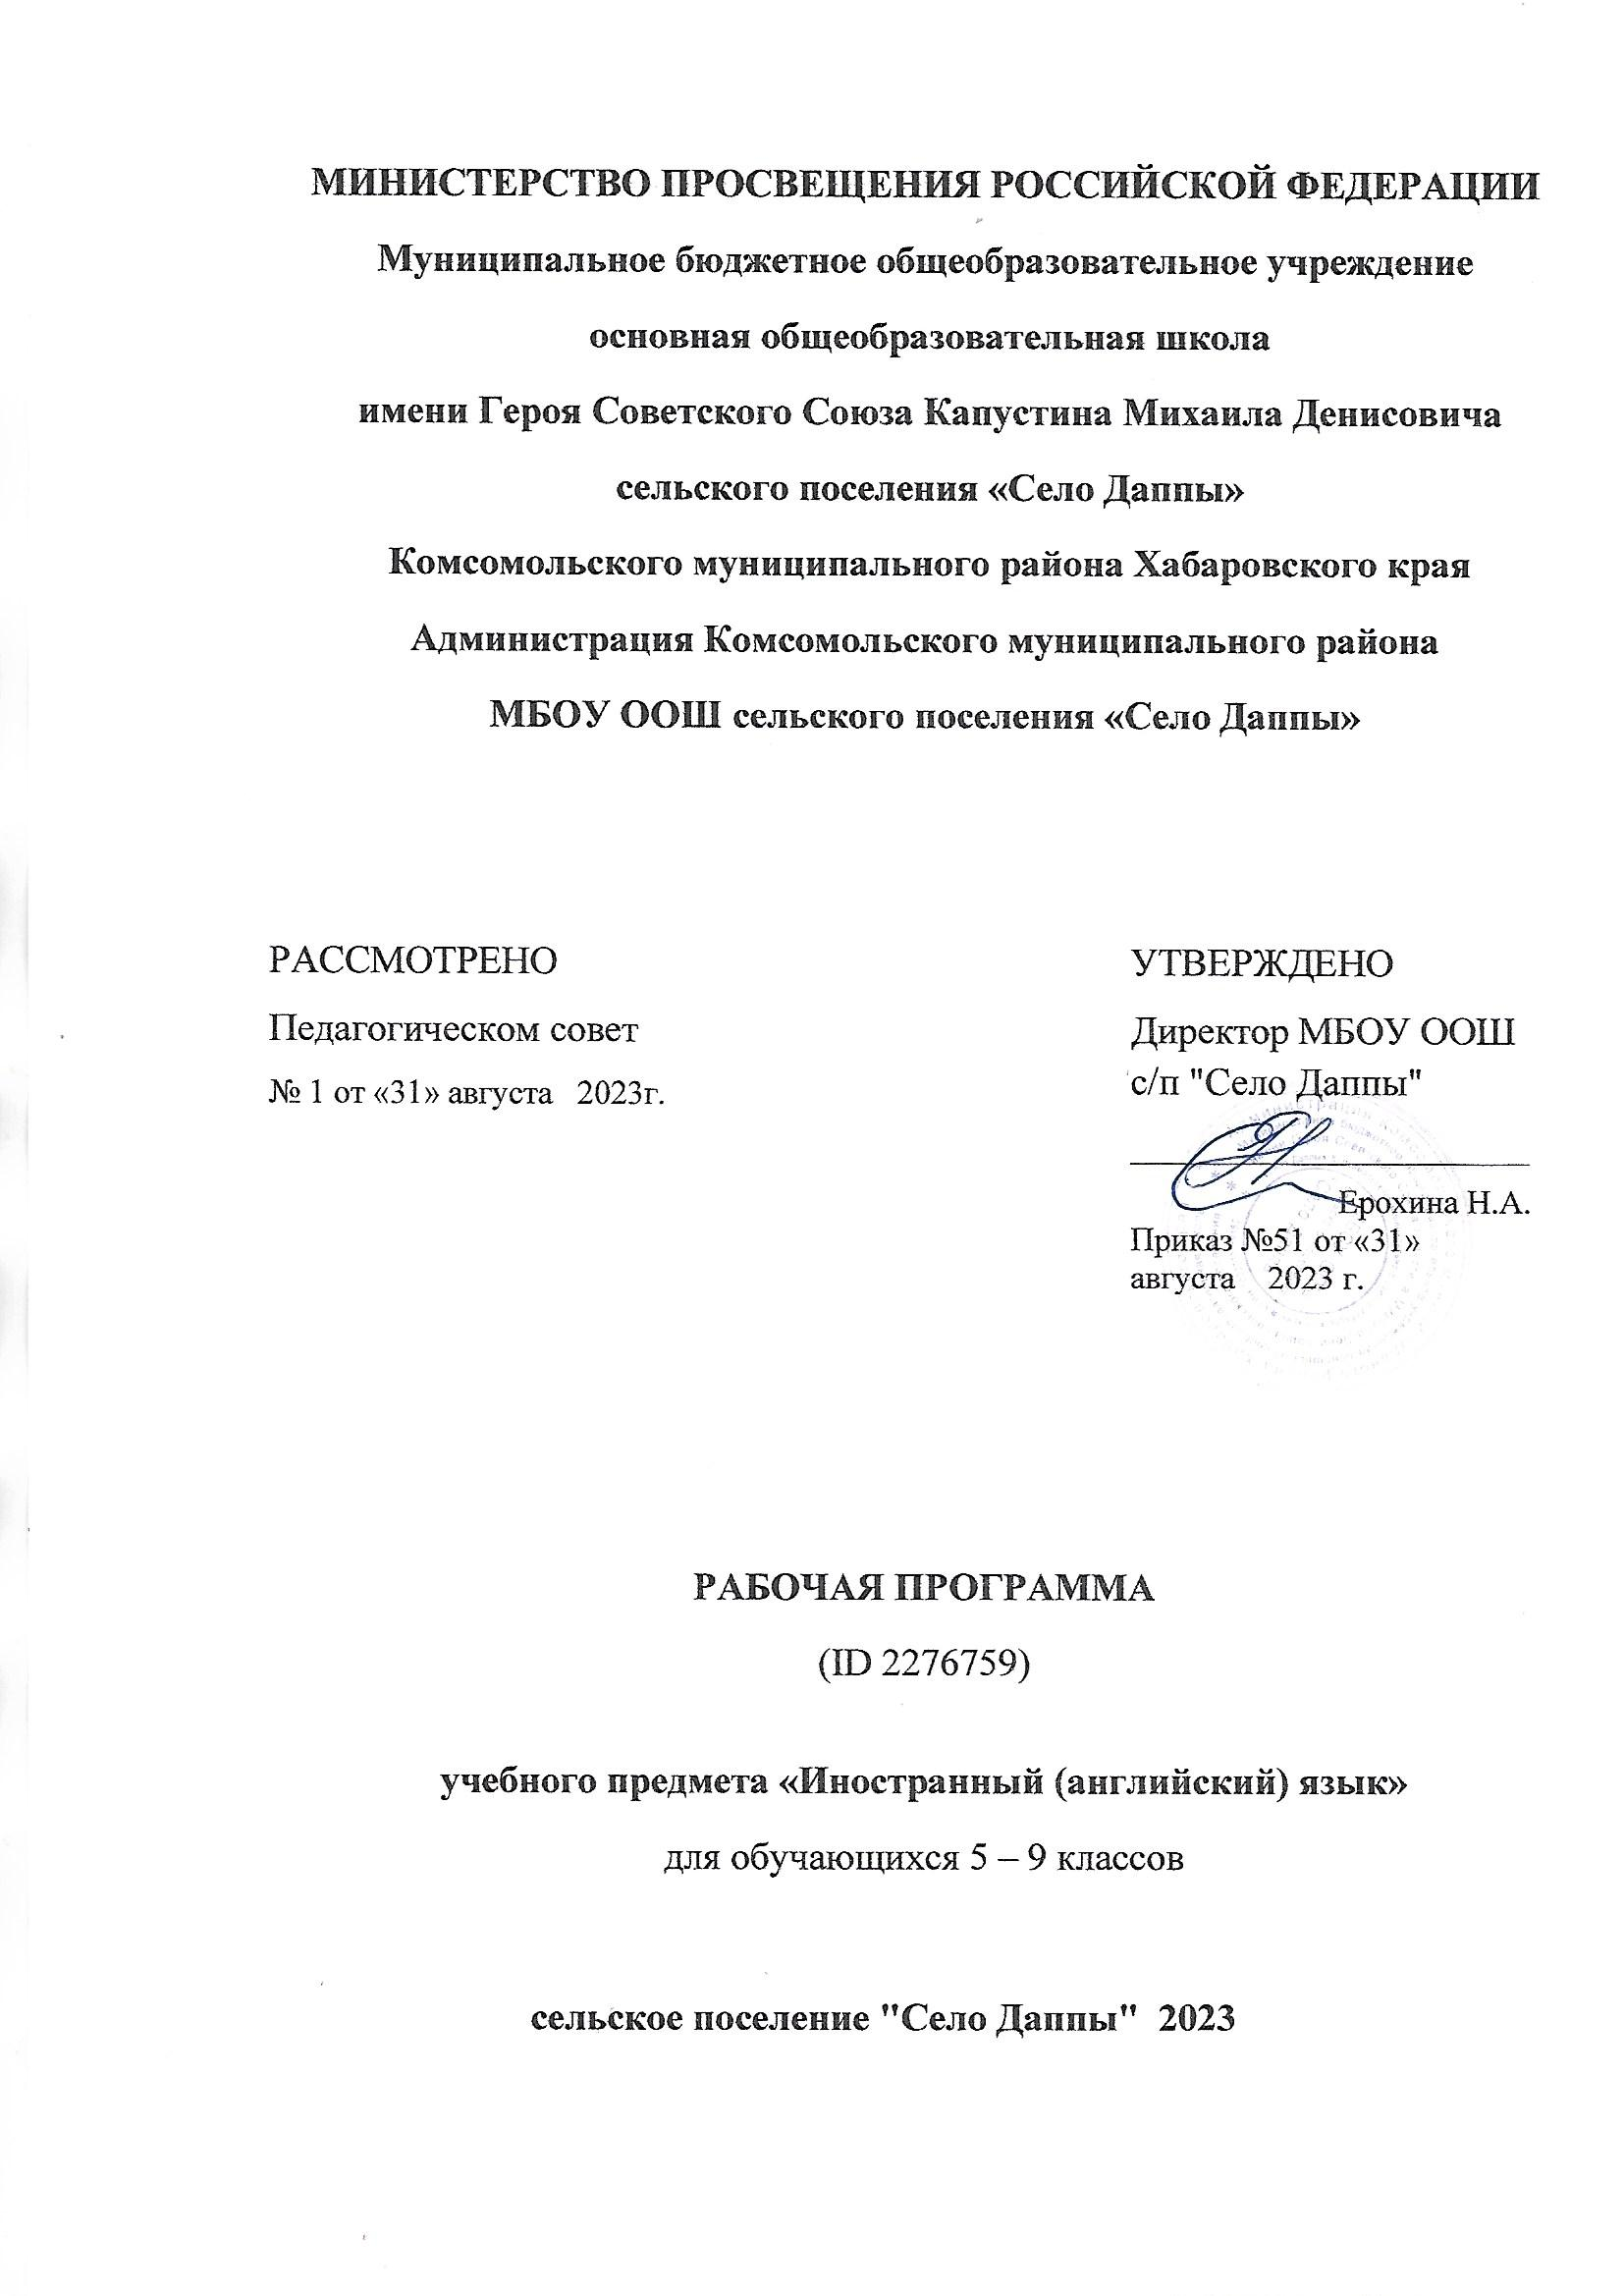 МИНИСТЕРСТВО ПРОСВЕЩЕНИЯ РОССИЙСКОЙ ФЕДЕРАЦИИ
Муниципальное бюджетное общеобразовательное учреждение
основная общеобразовательная школа
имени Героя Советского Союза Капустина Михаила Денисовича
сельского поселения «Село Даппы»
Комсомольского муниципального района Хабаровского края
Администрация Комсомольского муниципального района
МБОУ ООШ сельского поселения «Село Даппы»
РАССМОТРЕНО
Педагогическом совет
№ 1 от «31» августа 2023г.
УТВЕРЖДЕНО
Директор МБОУ ООШ
с/п "Село Даппы"
Ерохина Н.А.
Приказ №51 от «31»
августа 2023 г.
РАБОЧАЯ ПРОГРАММА
(ID 2276759)
учебного предмета «Иностранный (английский) язык»
для обучающихся 5 – 9 классов
сельское поселение "Село Даппы" 2023